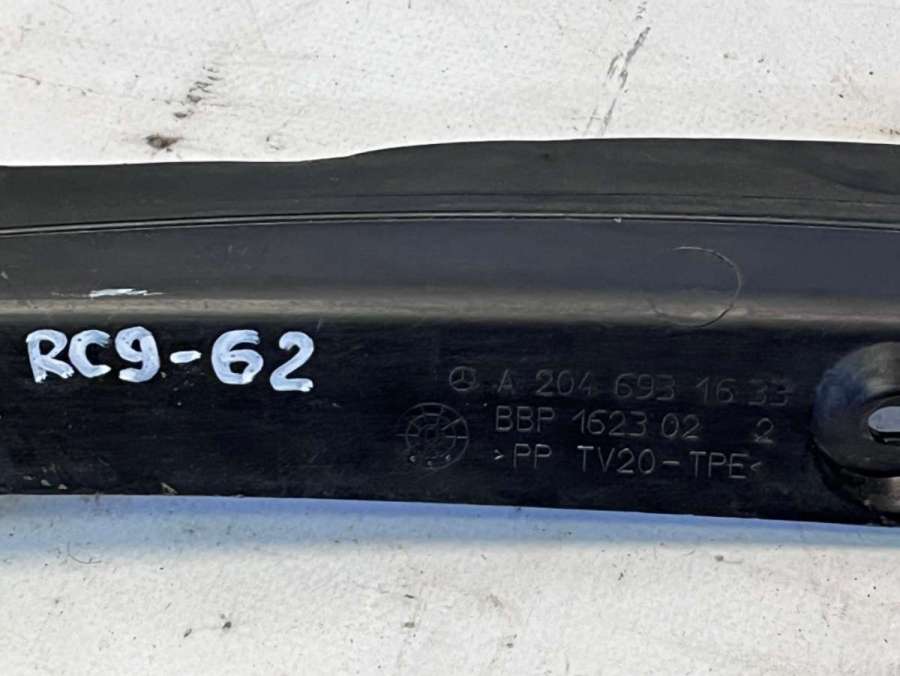 RC9-62
A 204 693 16 33
BBP 1623 02 2
>PP TV20-TPE<